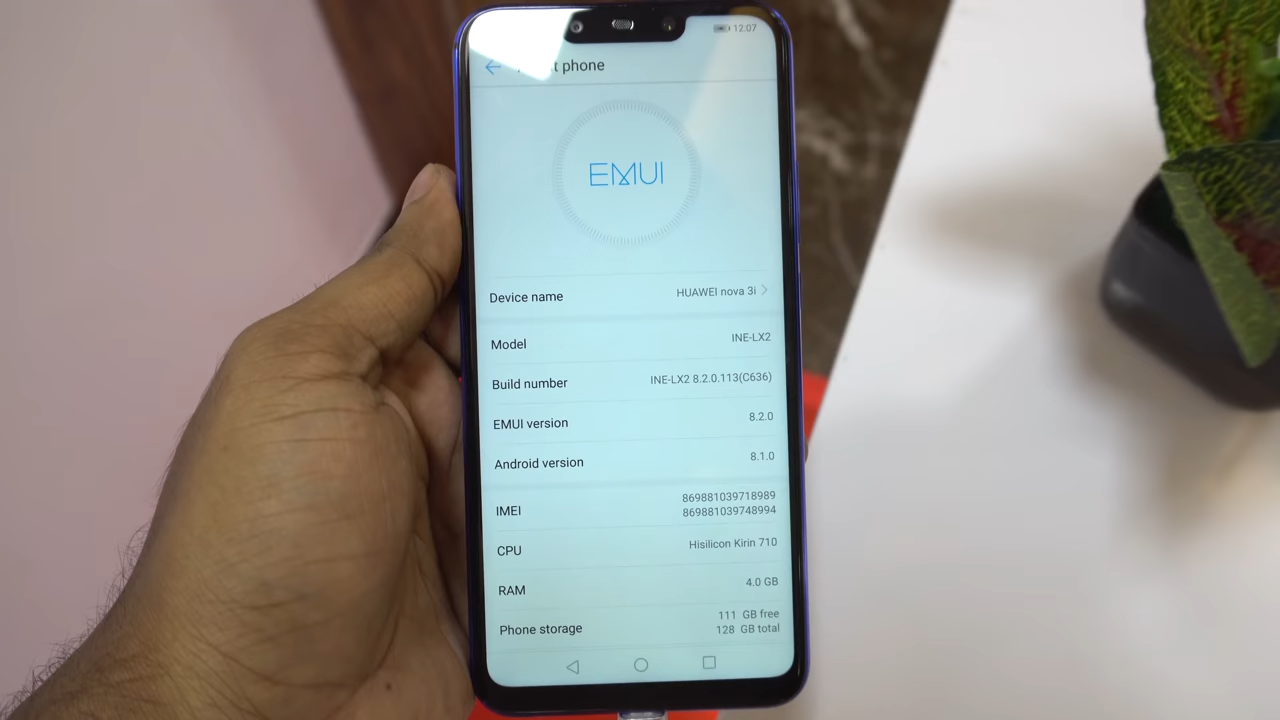 12:07
phone
EMUI
Device name HUAWEI nova 3i
Model INE-LX2
Build number INE-LX2 8.2.0.113(C636)
EMUI version 8.2.0
Android version 8.1.0
IMEI 869881039718989
869881039748994
CPU Hisilicon Kirin 710
RAM 4.0 GB
Phone storage 111 GB free
128 GB total